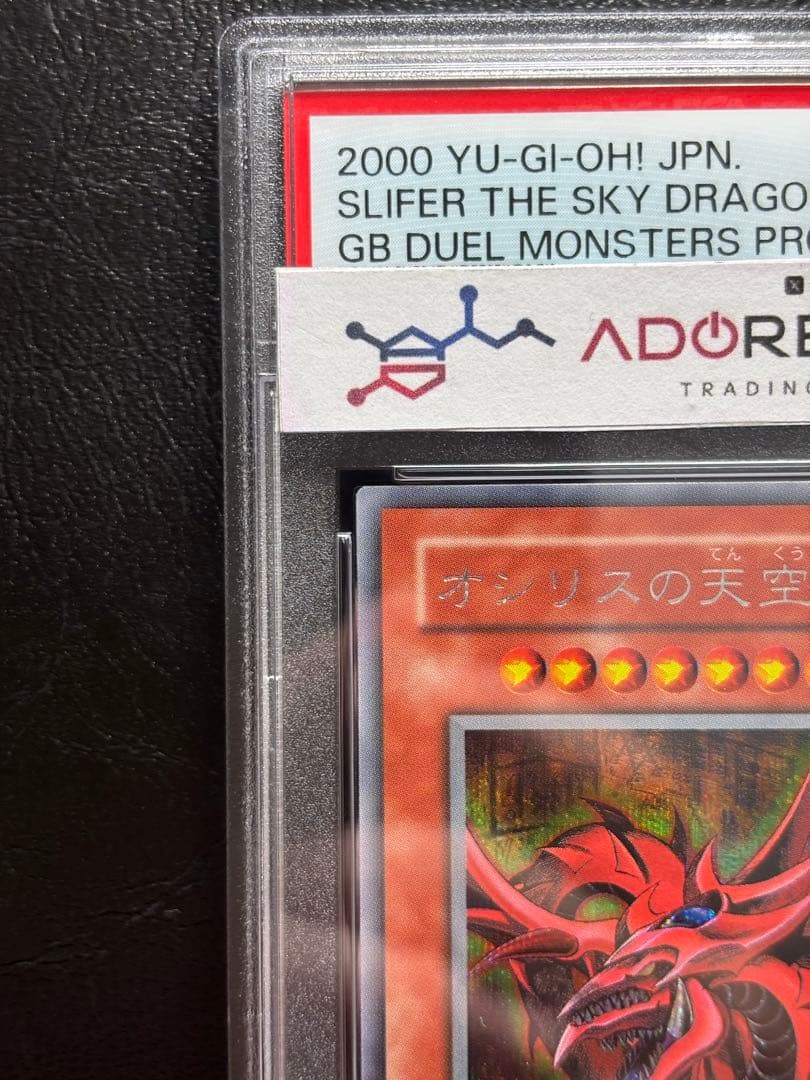 2000 YU-GI-OH! JPN.
SLIFER THE SKY DRAGO
GB DUEL MONSTERS PRO
ADORE
TRADING
てん くう
オシリスの天空